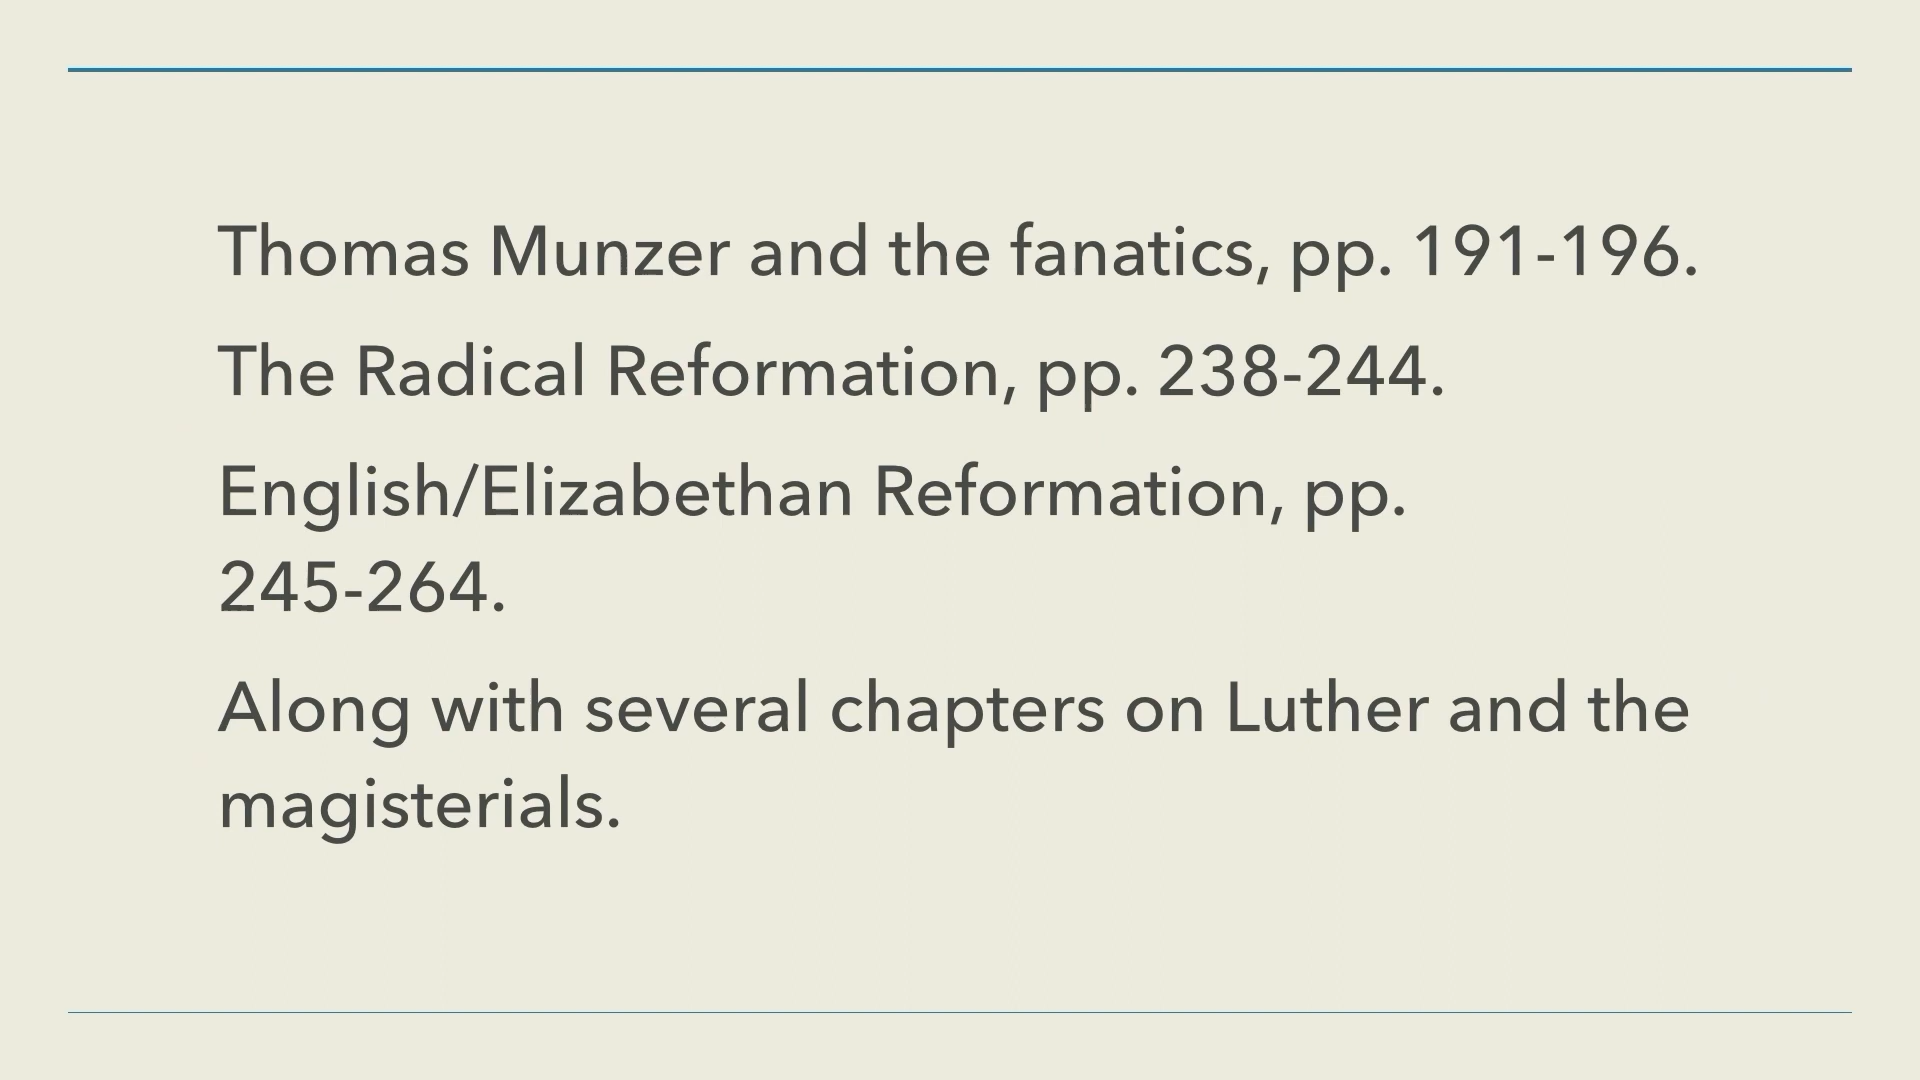 Thomas Munzer and the fanatics, pp. 191-196.
The Radical Reformation, pp. 238-244.
English/Elizabethan Reformation, pp.
245-264.
Along with several chapters on Luther and the
magisterials.